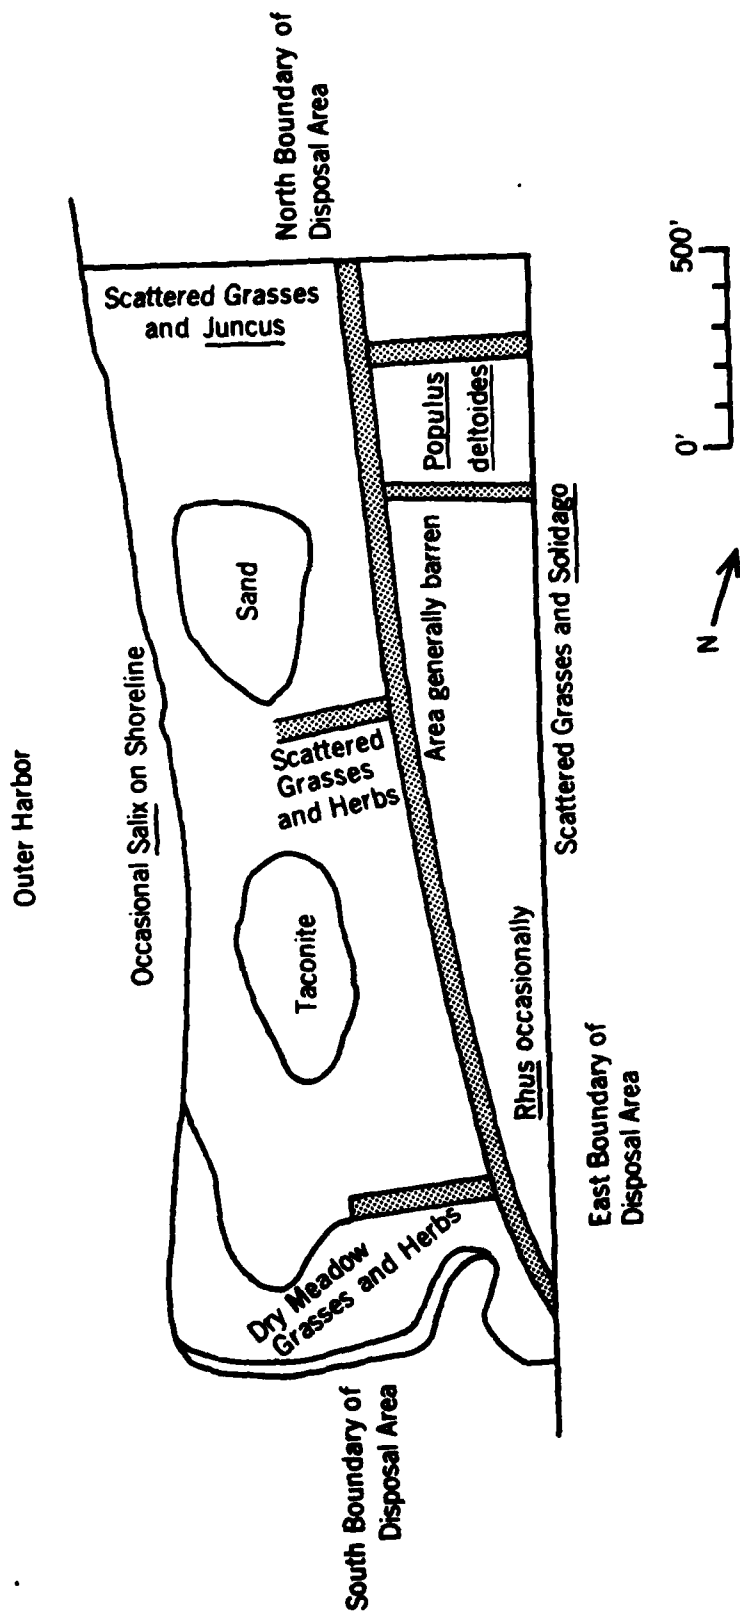 Outer Harbor
Occasional Salix on Shoreline
North Boundary of
Disposal Area
Scattered Grasses
and Juncus
Sand
Scattered
Grasses
and Herbs
Taconite
Dry Meadow
Grasses and Herbs
South Boundary of
Disposal Area
Populus
deltoides
Area generally barren
Rhus occasionally
Scattered Grasses and Solidago
East Boundary of
Disposal Area
N
0'
500'